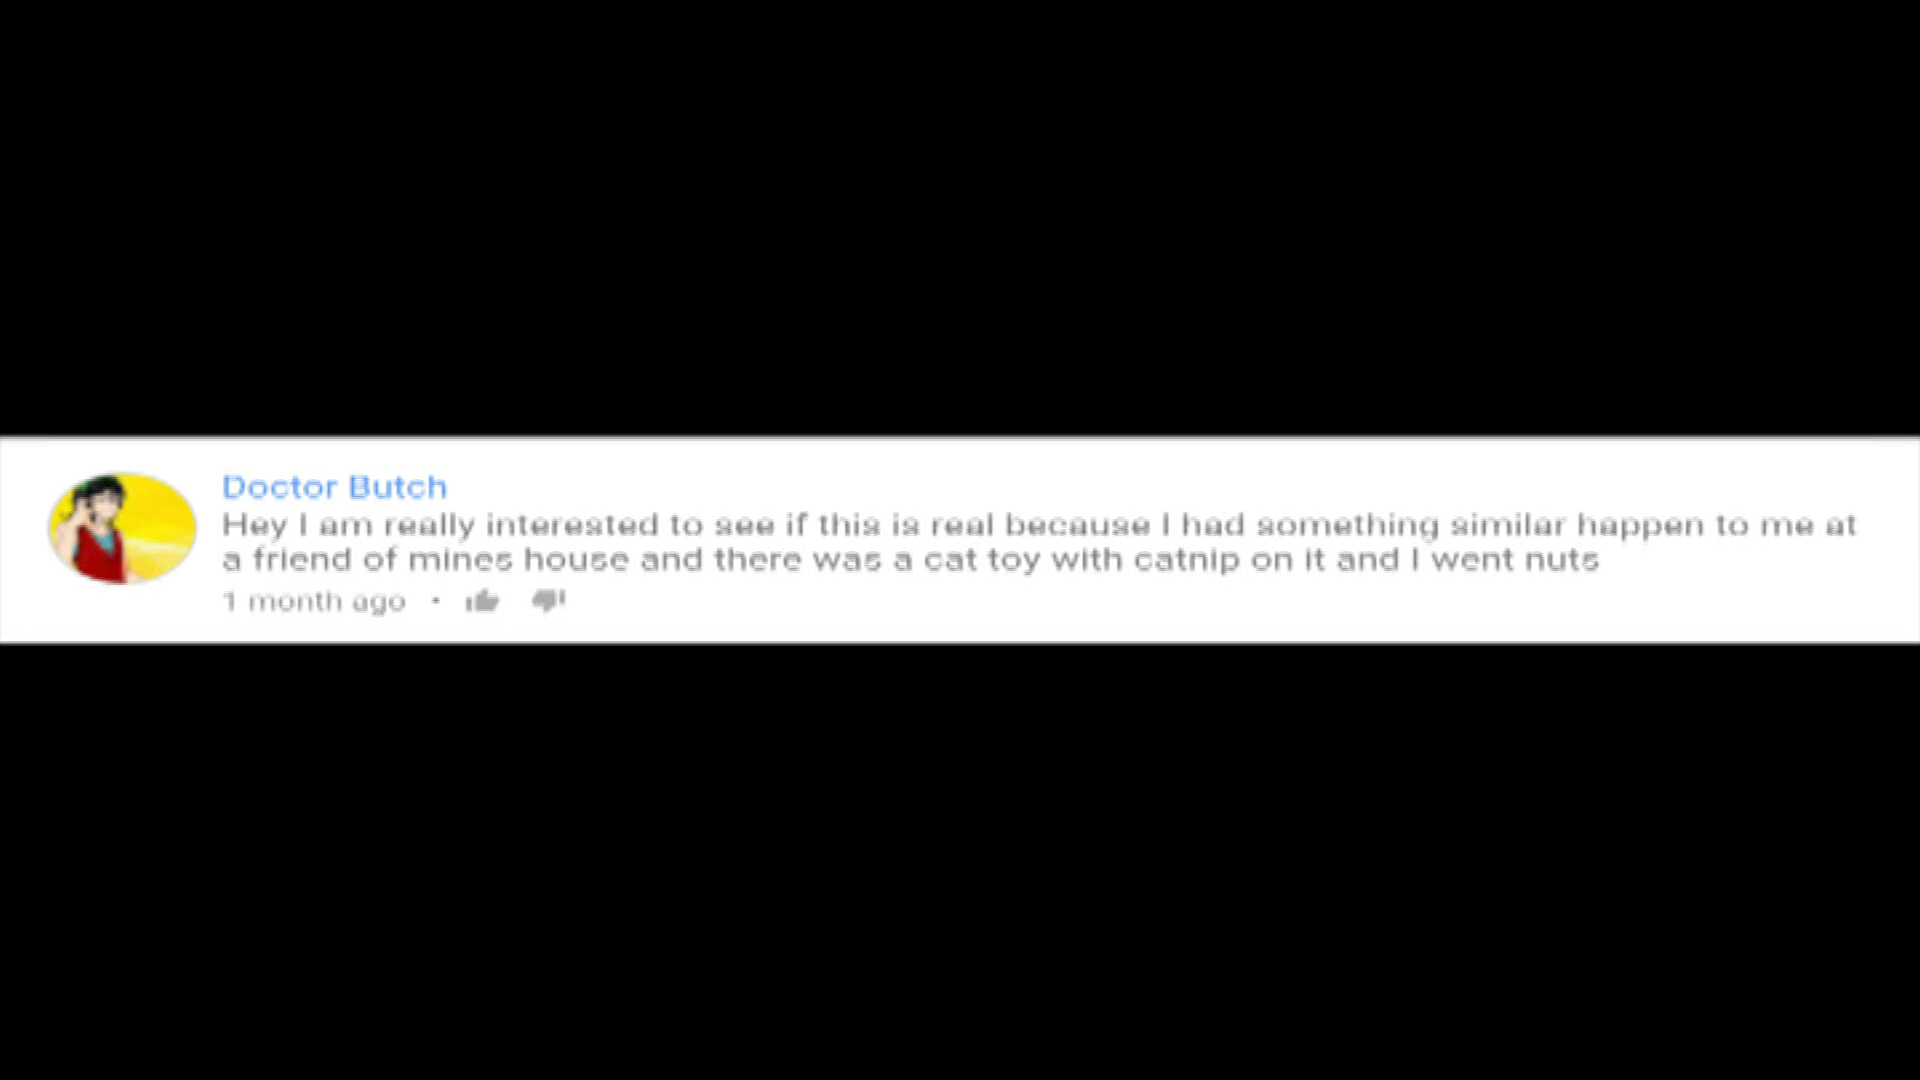 Doctor Butch
Hey I am really interested to see if this is real because I had something similar happen to me at
a friend of mines house and there was a cat toy with catnip on it and I went nuts
1 month ago •